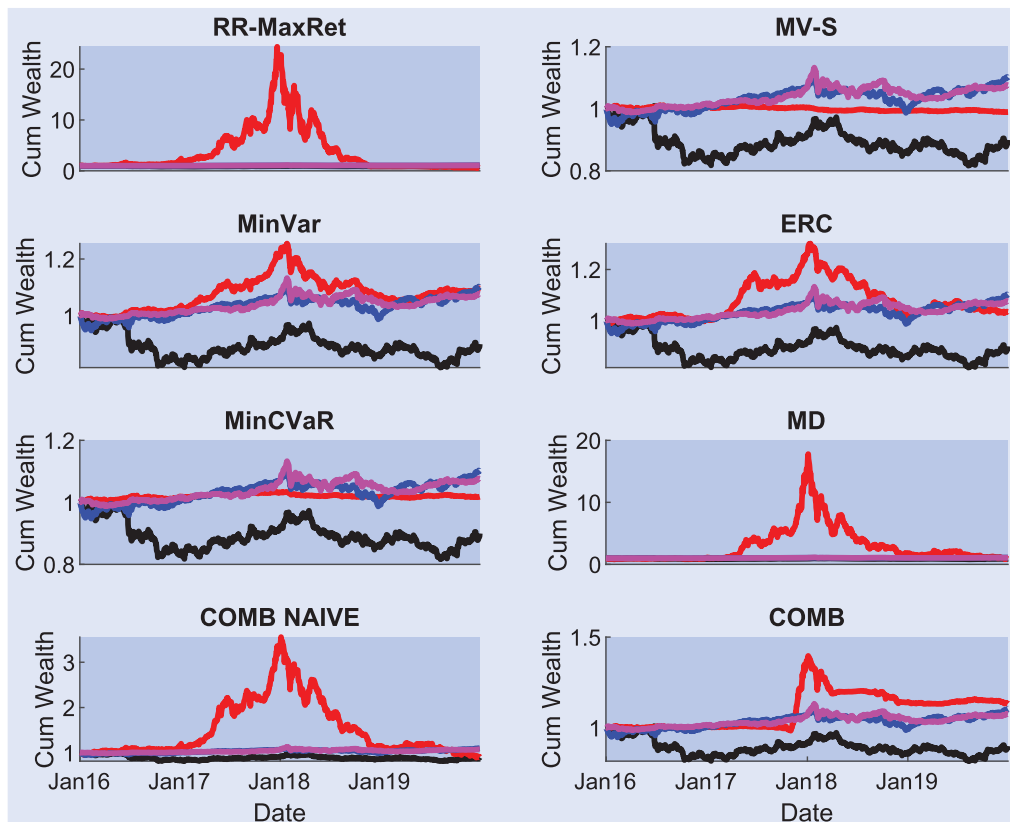 RR-MaxRet
Cum Wealth
20
10
0
MV-S
Cum Wealth
1.2
1
0.8
MinVar
Cum Wealth
1.2
1
ERC
Cum Wealth
1.2
1
MinCVaR
Cum Wealth
1.2
1
0.8
MD
Cum Wealth
20
10
0
COMB NAIVE
Cum Wealth
3
2
1
Jan16 Jan17 Jan18 Jan19
Date
COMB
Cum Wealth
1.5
1
Jan16 Jan17 Jan18 Jan19
Date